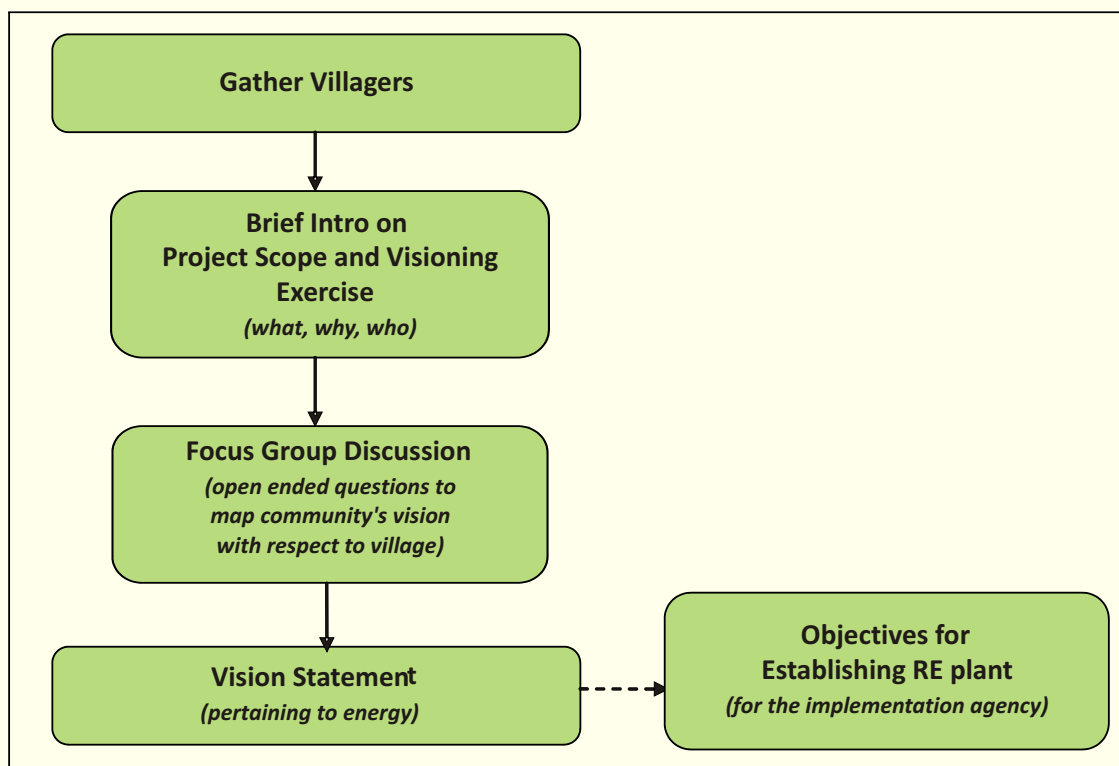 Gather Villagers
Brief Intro on
Project Scope and Visioning
Exercise
(what, why, who)
Focus Group Discussion
(open ended questions to
map community's vision
with respect to village)
Vision Statement
(pertaining to energy)
Objectives for
Establishing RE plant
(for the implementation agency)